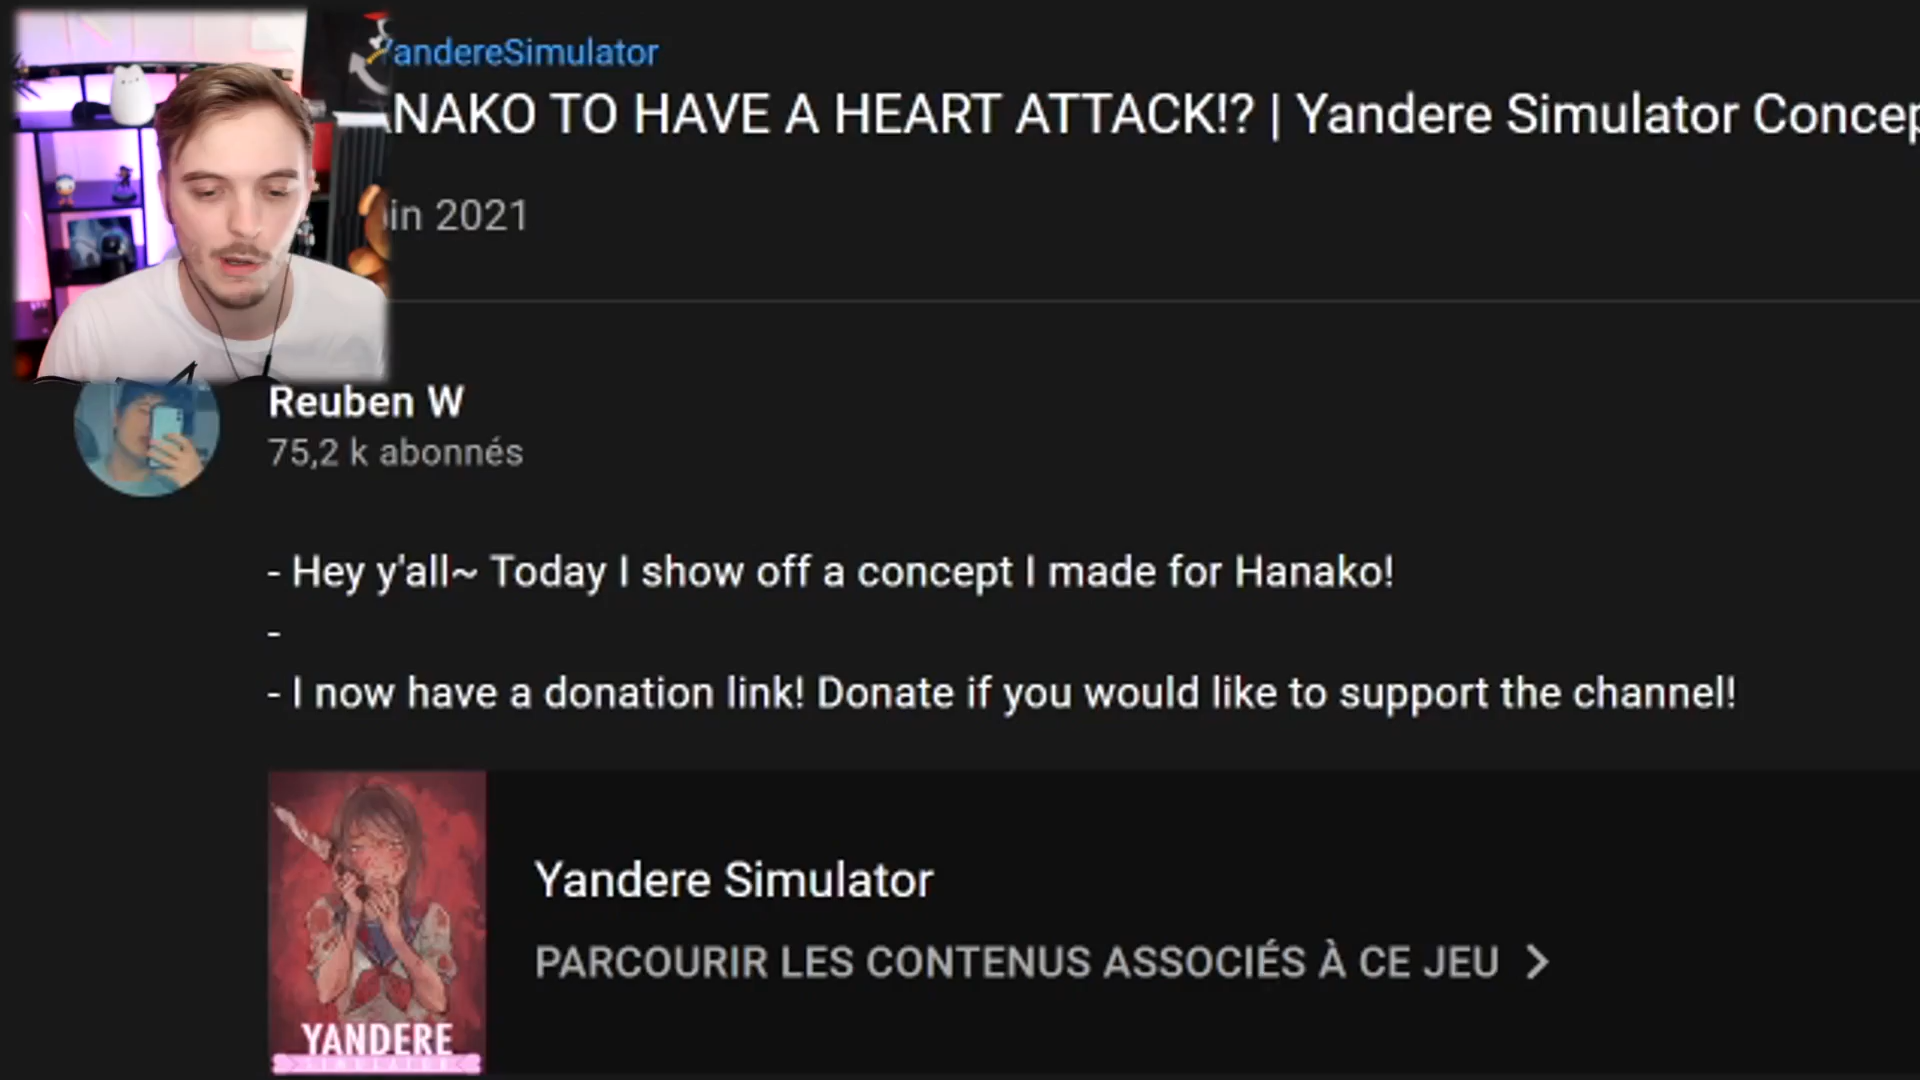 YandereSimulator
NAKO TO HAVE A HEART ATTACK!? | Yandere Simulator Concep
in 2021
Reuben W
75,2 k abonnés
- Hey y'all~ Today I show off a concept I made for Hanako!
-
- I now have a donation link! Donate if you would like to support the channel!
Yandere Simulator
PARCOURIR LES CONTENUS ASSOCIÉS À CE JEU
YANDERE
SIMULATOR